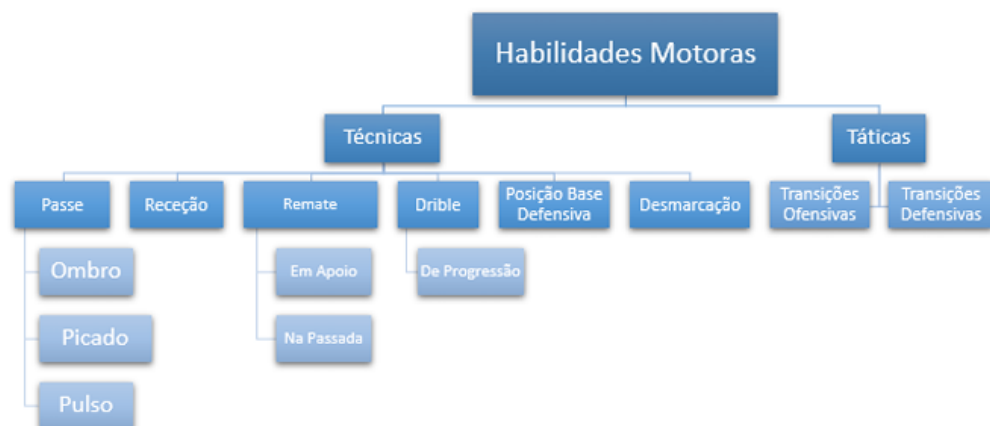 Habilidades Motoras
Técnicas
Táticas
Passe
Receção
Remate
Drible
Posição Base
Defensiva
Desmarcação
Transições
Ofensivas
Transições
Defensivas
Ombro
Em Apoio
De Progressão
Picado
Na Passada
Pulso